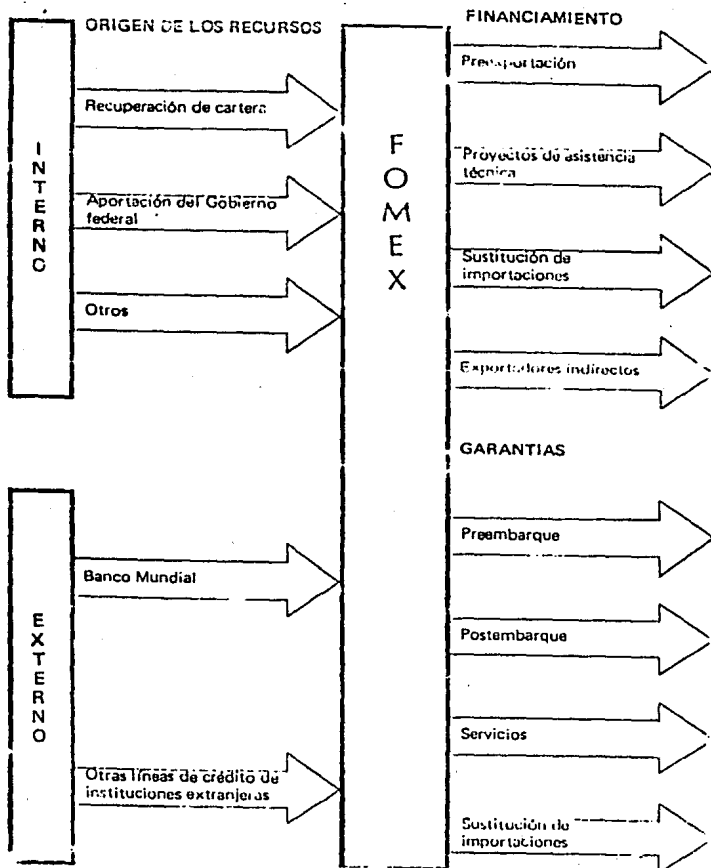 ORIGEN DE LOS RECURSOS
INTERNO
Recuperación de cartera
Aportación del Gobierno
federal
Otros
EXTERNO
Banco Mundial
Otras líneas de crédito de
instituciones extranjeras
FOMEX
FINANCIAMIENTO
Preexportación
Proyectos de asistencia
técnica
Sustitución de
importaciones
Exportadores indirectos
GARANTIAS
Preembarque
Postembarque
Servicios
Sustitución de
importaciones